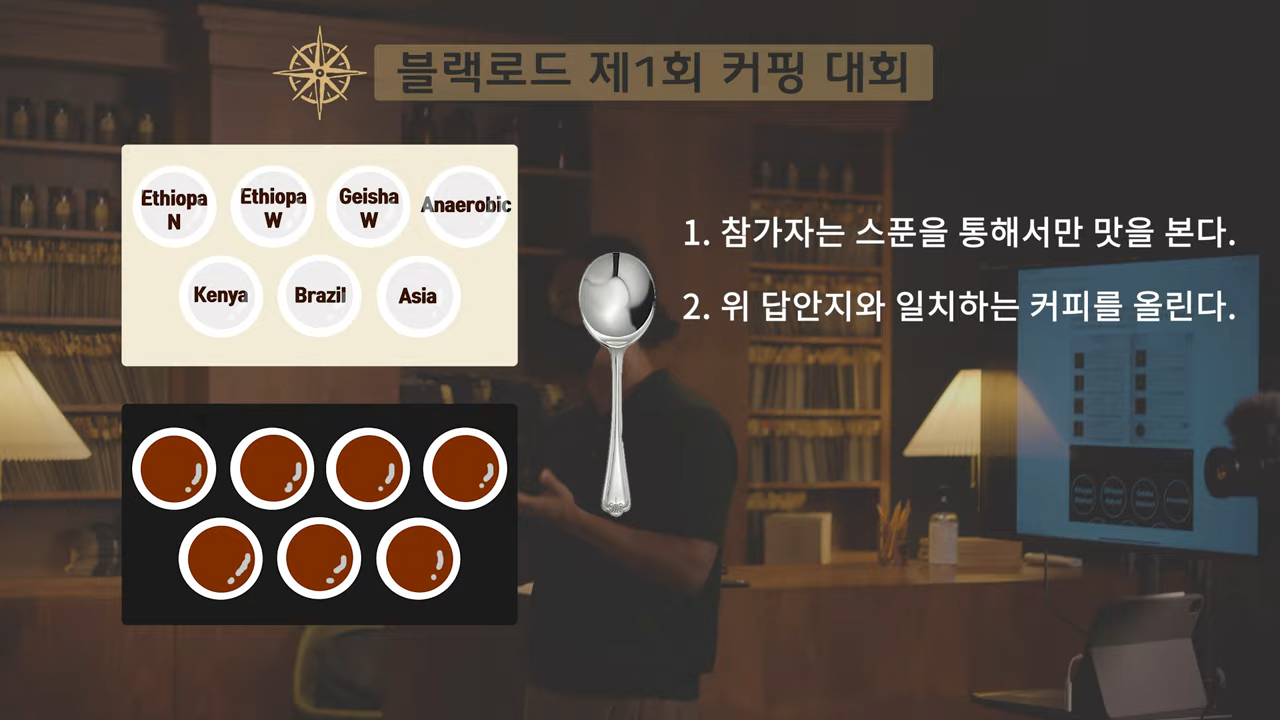 블랙로드 제1회 커핑 대회
Ethiopa
N
Ethiopa
W
Geisha
W
Anaerobic
Kenya
Brazil
Asia
1. 참가자는 스푼을 통해서만 맛을 본다.
2. 위 답안지와 일치하는 커피를 올린다.